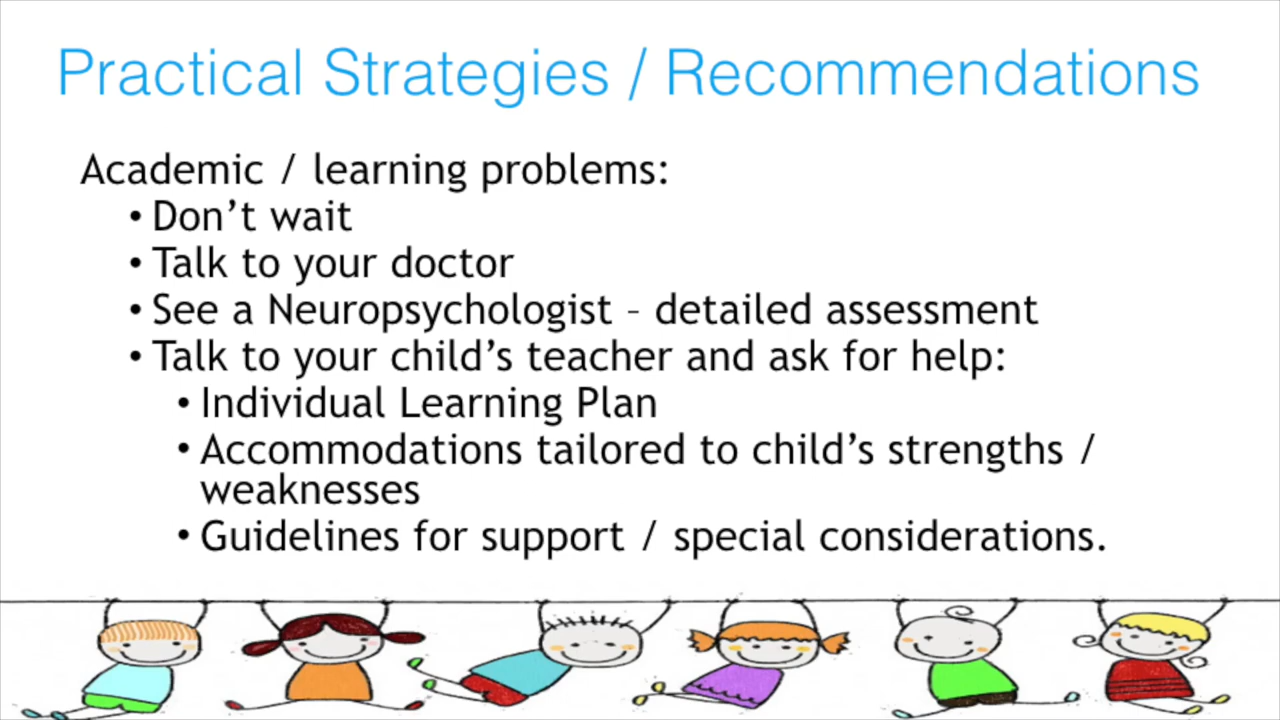 Practical Strategies / Recommendations
Academic / learning problems:
• Don’t wait
• Talk to your doctor
• See a Neuropsychologist – detailed assessment
• Talk to your child’s teacher and ask for help:
• Individual Learning Plan
• Accommodations tailored to child’s strengths /
weaknesses
• Guidelines for support / special considerations.